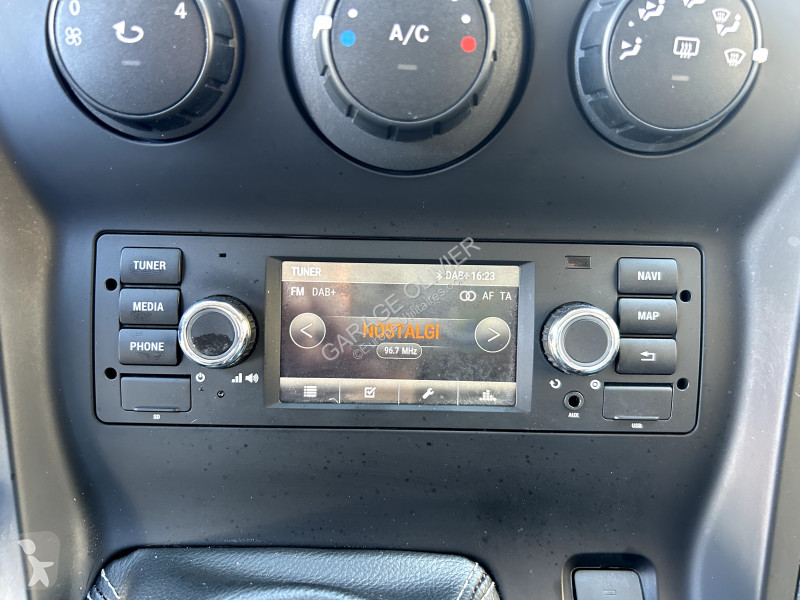 0 4
A/C
TUNER
MEDIA
PHONE
SD
TUNER DAB+ 16:23
FM DAB+ AF TA
NOSTALGI
96.7 MHz
GARAGE OLIVIER
NAVI
MAP
AUX
USB